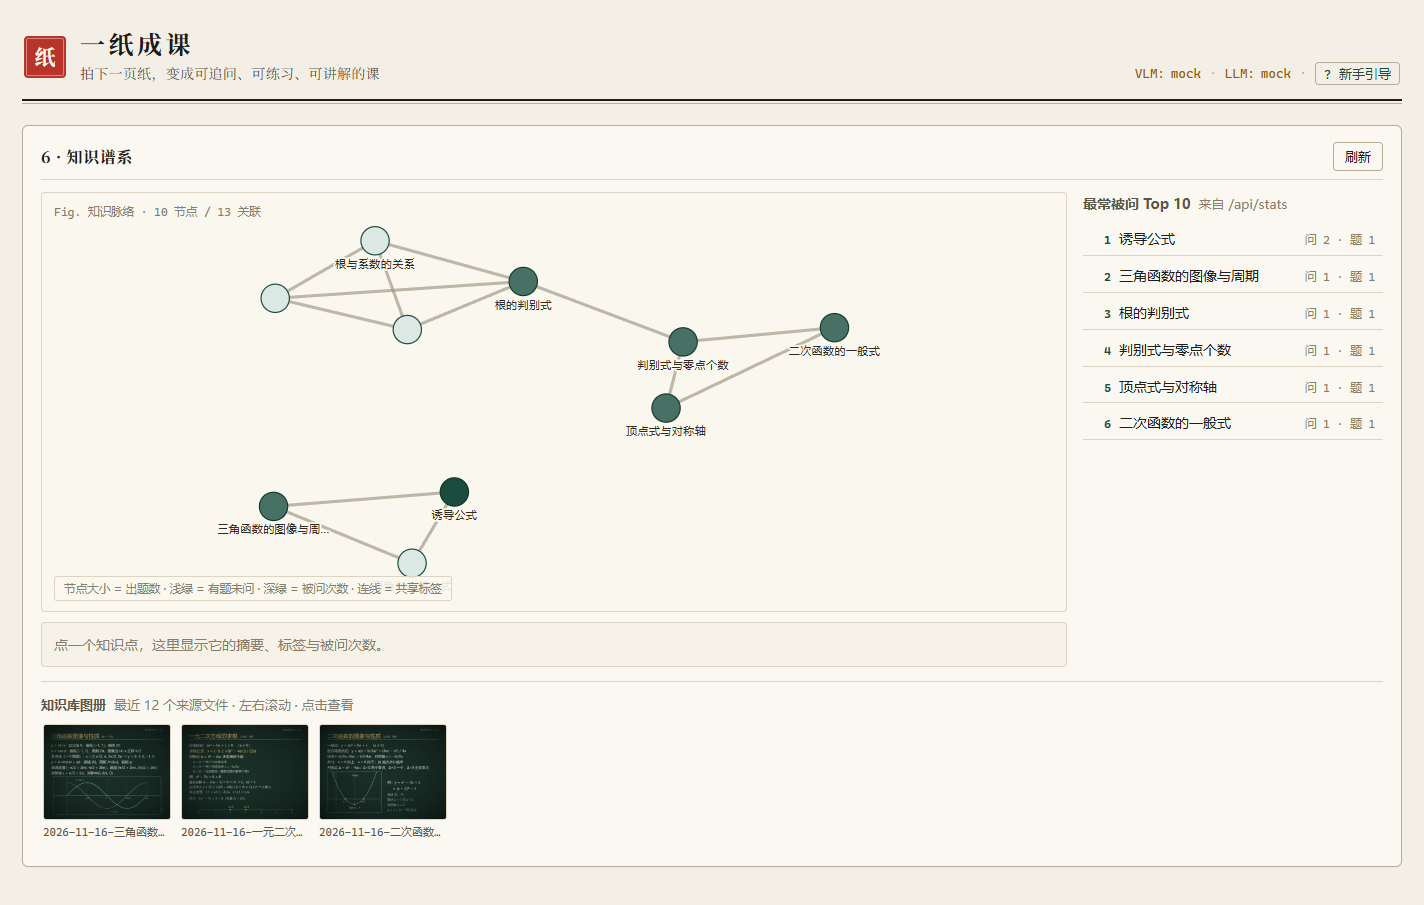 纸
一纸成课
拍下一页纸，变成可追问、可练习、可讲解的课
VLM: mock · LLM: mock ·
? 新手引导
6 · 知识谱系
刷新
Fig. 知识脉络 · 10 节点 / 13 关联
根与系数的关系
根的判别式
判别式与零点个数
二次函数的一般式
顶点式与对称轴
三角函数的图像与周…
诱导公式
节点大小 = 出题数 · 浅绿 = 有题未问 · 深绿 = 被问次数 · 连线 = 共享标签
点一个知识点，这里显示它的摘要、标签与被问次数。
最常被问 Top 10 来自 /api/stats
1 诱导公式 问 2 · 题 1
2 三角函数的图像与周期 问 1 · 题 1
3 根的判别式 问 1 · 题 1
4 判别式与零点个数 问 1 · 题 1
5 顶点式与对称轴 问 1 · 题 1
6 二次函数的一般式 问 1 · 题 1
知识库图册 最近 12 个来源文件 · 左右滚动 · 点击查看
2026-11-16-三角函数…
2026-11-16-一元二次…
2026-11-16-二次函数…